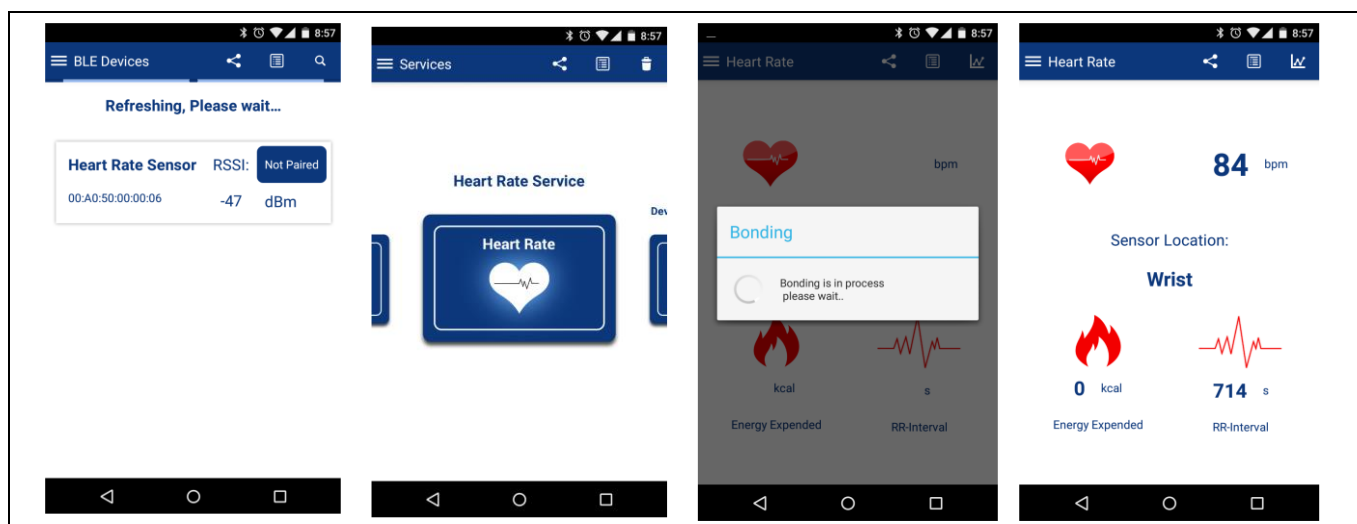 8:57
BLE Devices
Refreshing, Please wait...
Heart Rate Sensor RSSI: Not Paired
00:A0:50:00:00:06 -47 dBm
8:57
Services
Heart Rate Service
Dev
Heart Rate
8:57
Heart Rate
bpm
Bonding
Bonding is in process
please wait..
kcal s
Energy Expended RR-Interval
8:57
Heart Rate
84 bpm
Sensor Location:
Wrist
0 kcal 714 s
Energy Expended RR-Interval